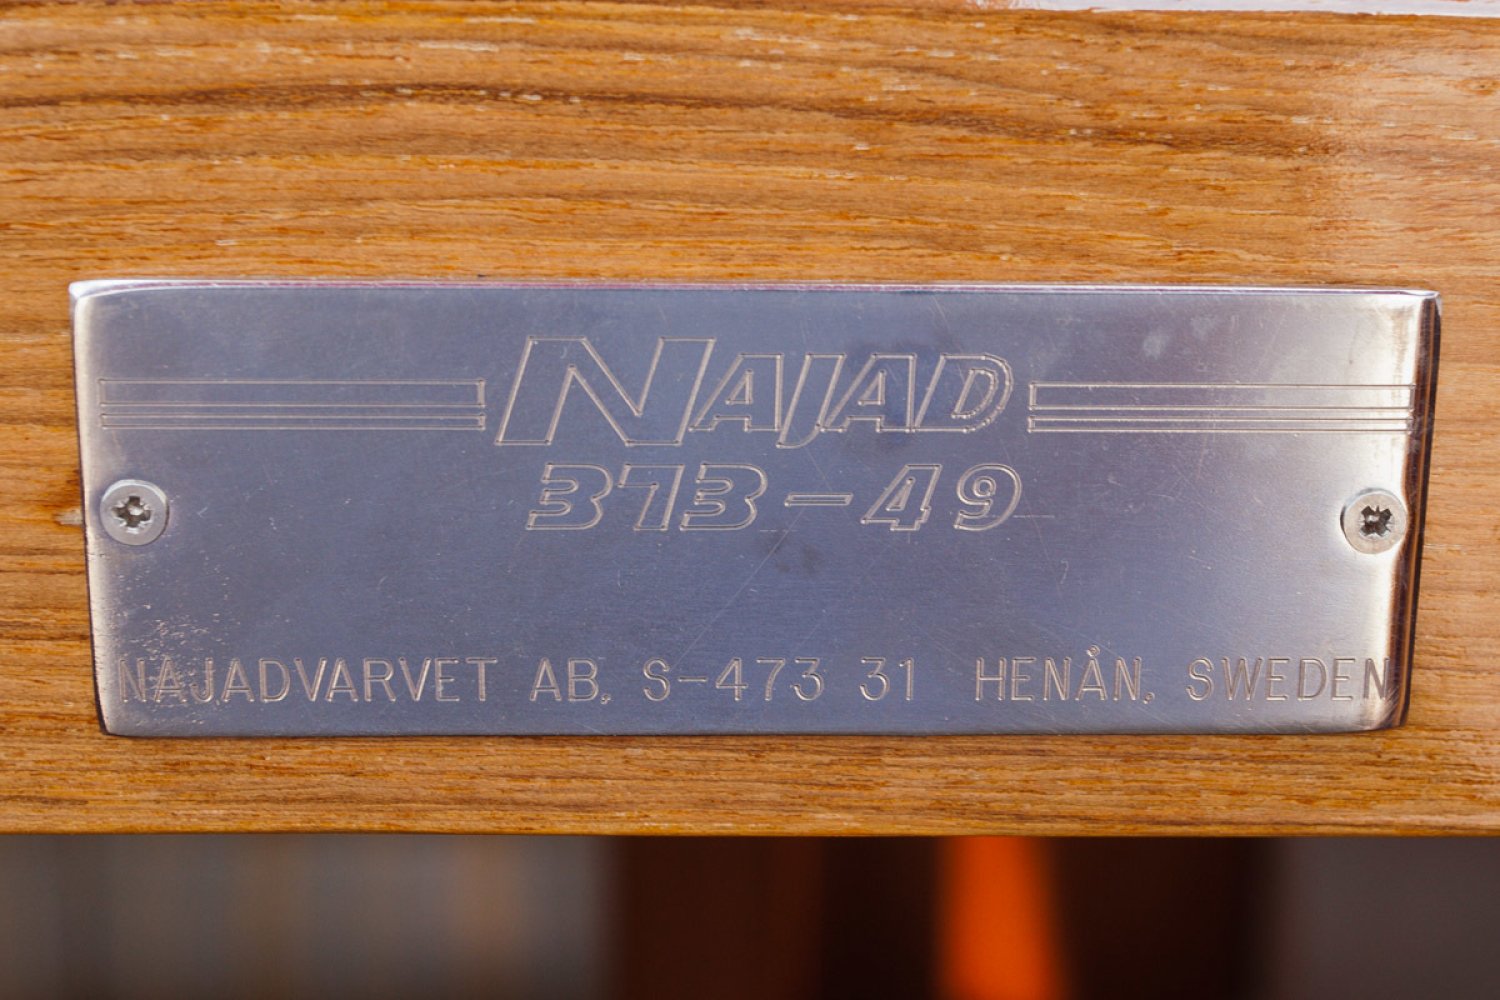 NAJAD
373-49
NAJADVARVET AB, S-473 31 HENÅN, SWEDEN